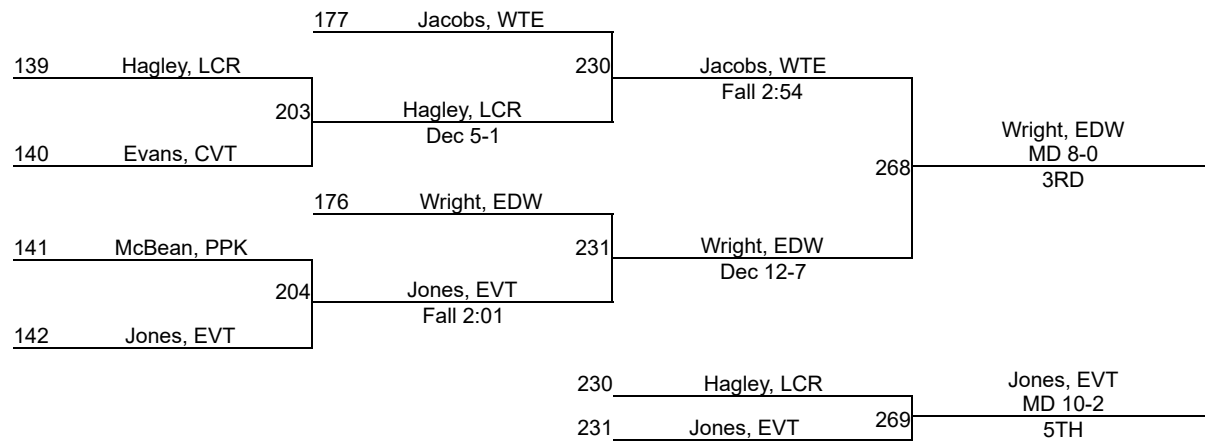 177 Jacobs, WTE
139 Hagley, LCR
230 Jacobs, WTE
Fall 2:54
203 Hagley, LCR
Dec 5-1
140 Evans, CVT
Wright, EDW
MD 8-0
3RD
268
176 Wright, EDW
141 McBean, PPK
231 Wright, EDW
Dec 12-7
204 Jones, EVT
Fall 2:01
142 Jones, EVT
230 Hagley, LCR
Jones, EVT
MD 10-2
5TH
269
231 Jones, EVT